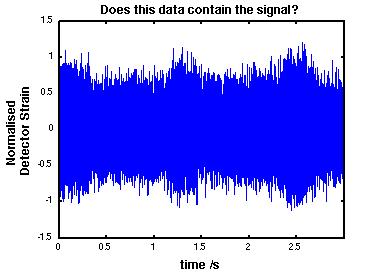 Does this data contain the signal?
1.5
1
0.5
0
-0.5
-1
-1.5
Normalised
Detector Strain
0 0.5 1 1.5 2 2.5
time /s